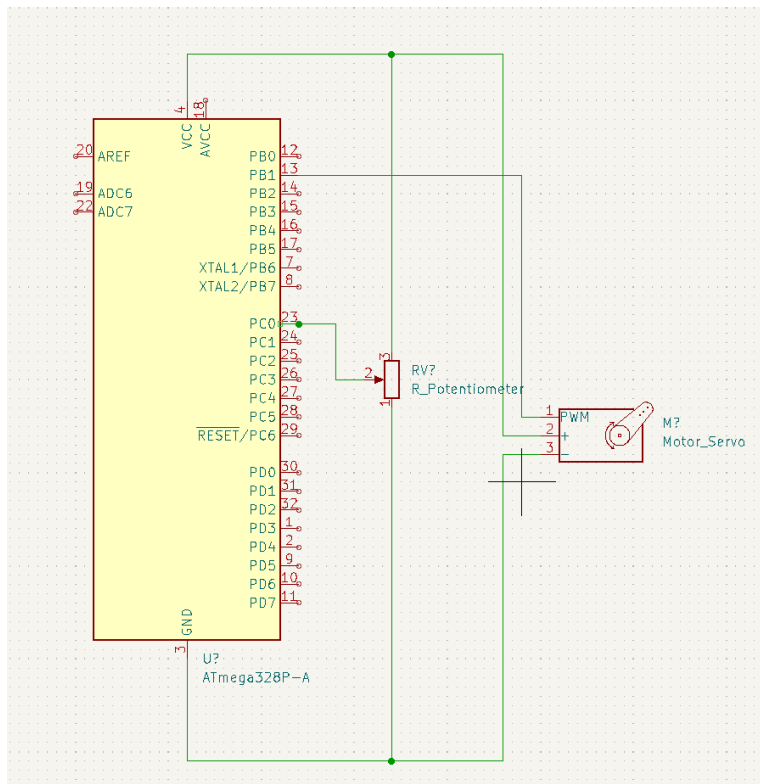 4
VCC
18
AVCC
20 AREF
19 ADC6
22 ADC7
PB0 12
PB1 13
PB2 14
PB3 15
PB4 16
PB5 17
XTAL1/PB6 7
XTAL2/PB7 8
PC0 23
PC1 24
PC2 25
PC3 26
PC4 27
PC5 28
RESET/PC6 29
PD0 30
PD1 31
PD2 32
PD3 1
PD4 2
PD5 9
PD6 10
PD7 11
GND
3
U?
ATmega328P-A
3
2
1
RV?
R_Potentiometer
1 PWM
2 +
3 -
M?
Motor_Servo